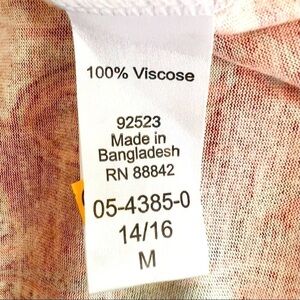 100% Viscose
92523
Made in
Bangladesh
RN 88842
05-4385-0
14/16
M